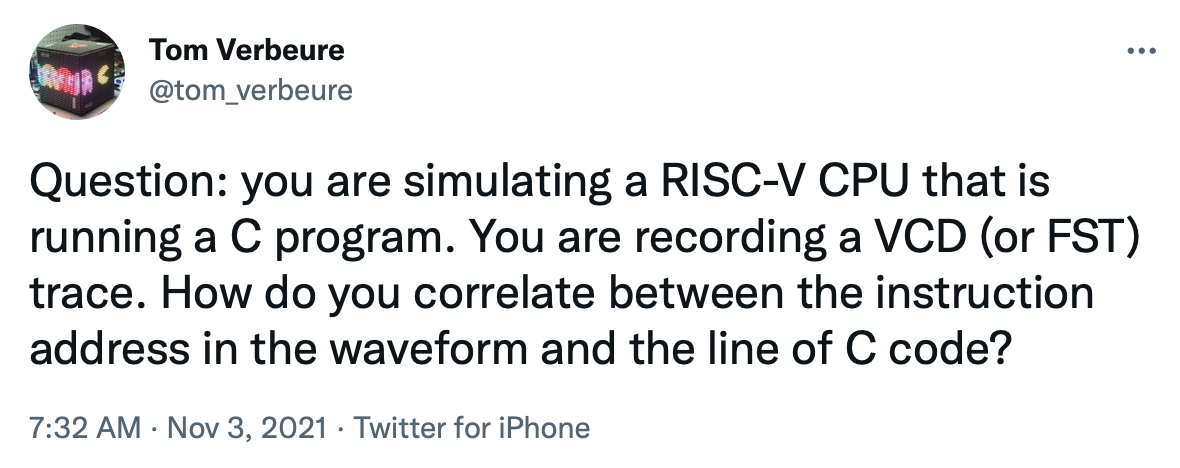 Tom Verbeure
@tom_verbeure
Question: you are simulating a RISC-V CPU that is
running a C program. You are recording a VCD (or FST)
trace. How do you correlate between the instruction
address in the waveform and the line of C code?
7:32 AM · Nov 3, 2021 · Twitter for iPhone